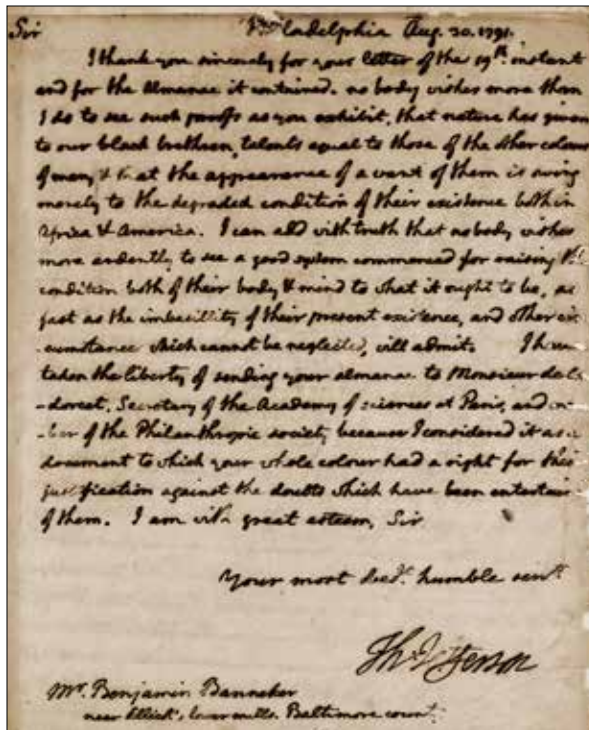 Sir Philadelphia Aug. 30. 1791.
I thank you sincerely for your letter of the 19th. instant
and for the Almanac it contained. no body wishes more than
I do to see such proofs as you exhibit, that nature has given
to our black brethren, talents equal to those of the other colours
of men, & that the appearance of a want of them is owing
merely to the degraded condition of their existence both in
Africa & America. I can add with truth that no body wishes
more ardently to see a good system commenced for raising the
condition both of their body & mind to what it ought to be, as
fast as the imbecillity of their present existence, and other cir
-cumstance which cannot be neglected, will admit. I have
taken the liberty of sending your almanac to Monsieur de
-dorcet, Secretary of the Academy of sciences at Paris, and
-ber of the Philanthropic society because I considered it as a
document to which your whole colour had a right for their
justification against the doubts which have been entertain
of them. I am with great esteem, Sir
Your most obedt. humble servt.
Th: Jefferson
Mr. Benjamin Banneker
near Ellicot's, lower mills. Baltimore county.